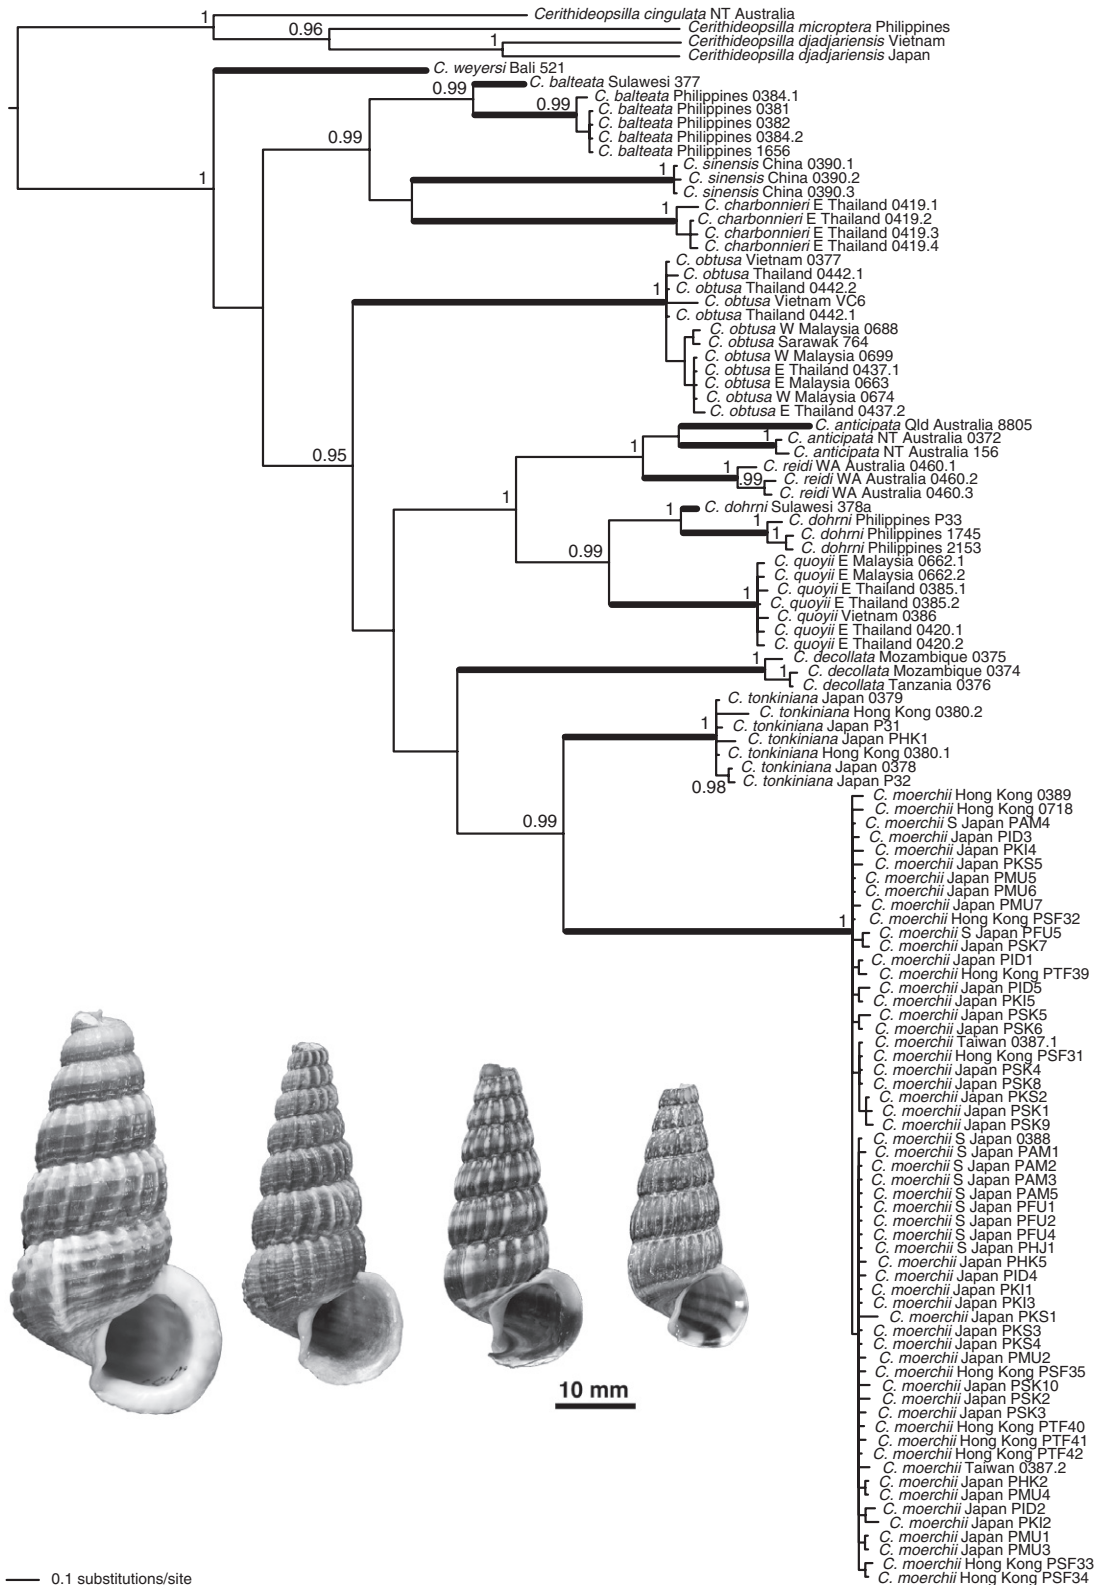 1
Cerithideopsilla cingulata NT Australia
0.96
Cerithideopsilla microptera Philippines
1
Cerithideopsilla djadjariensis Vietnam
Cerithideopsilla djadjariensis Japan
C. weyersi Bali 521
0.99
C. balteata Sulawesi 377
0.99
C. balteata Philippines 0384.1
C. balteata Philippines 0381
C. balteata Philippines 0382
0.99
C. balteata Philippines 0384.2
C. balteata Philippines 1656
1
1
C. sinensis China 0390.1
C. sinensis China 0390.2
C. sinensis China 0390.3
1
C. charbonnieri E Thailand 0419.1
C. charbonnieri E Thailand 0419.2
C. charbonnieri E Thailand 0419.3
C. charbonnieri E Thailand 0419.4
C. obtusa Vietnam 0377
C. obtusa Thailand 0442.1
1
C. obtusa Thailand 0442.2
C. obtusa Vietnam VC6
C. obtusa Thailand 0442.1
C. obtusa W Malaysia 0688
C. obtusa Sarawak 764
C. obtusa W Malaysia 0699
C. obtusa E Thailand 0437.1
C. obtusa E Malaysia 0663
C. obtusa W Malaysia 0674
C. obtusa E Thailand 0437.2
C. anticipata Qld Australia 8805
1
1
C. anticipata NT Australia 0372
C. anticipata NT Australia 156
0.95
1
C. reidi WA Australia 0460.1
.99
C. reidi WA Australia 0460.2
C. reidi WA Australia 0460.3
1
1
C. dohrni Sulawesi 378a
1
C. dohrni Philippines P33
1
C. dohrni Philippines 1745
C. dohrni Philippines 2153
0.99
C. quoyii E Malaysia 0662.1
C. quoyii E Malaysia 0662.2
C. quoyii E Thailand 0385.1
1
C. quoyii E Thailand 0385.2
C. quoyii Vietnam 0386
C. quoyii E Thailand 0420.1
C. quoyii E Thailand 0420.2
1
C. decollata Mozambique 0375
1
C. decollata Mozambique 0374
C. decollata Tanzania 0376
C. tonkiniana Japan 0379
C. tonkiniana Hong Kong 0380.2
1
C. tonkiniana Japan P31
C. tonkiniana Japan PHK1
C. tonkiniana Hong Kong 0380.1
C. tonkiniana Japan 0378
C. tonkiniana Japan P32
0.98
C. moerchii Hong Kong 0389
C. moerchii Hong Kong 0718
0.99
C. moerchii S Japan PAM4
C. moerchii Japan PID3
C. moerchii Japan PKI4
C. moerchii Japan PKS5
C. moerchii Japan PMU5
C. moerchii Japan PMU6
C. moerchii Japan PMU7
1
C. moerchii Hong Kong PSF32
C. moerchii S Japan PFU5
C. moerchii Japan PSK7
C. moerchii Japan PID1
C. moerchii Hong Kong PTF39
C. moerchii Japan PID5
C. moerchii Japan PKI5
C. moerchii Japan PSK5
C. moerchii Japan PSK6
C. moerchii Taiwan 0387.1
C. moerchii Hong Kong PSF31
C. moerchii Japan PSK4
C. moerchii Japan PSK8
C. moerchii Japan PKS2
C. moerchii Japan PSK1
C. moerchii Japan PSK9
C. moerchii S Japan 0388
C. moerchii S Japan PAM1
C. moerchii S Japan PAM2
C. moerchii S Japan PAM3
C. moerchii S Japan PAM5
C. moerchii S Japan PFU1
C. moerchii S Japan PFU2
C. moerchii S Japan PFU4
C. moerchii S Japan PHJ1
C. moerchii Japan PHK5
C. moerchii Japan PID4
C. moerchii Japan PKI1
C. moerchii Japan PKI3
C. moerchii Japan PKS1
C. moerchii Japan PKS3
C. moerchii Japan PKS4
C. moerchii Japan PMU2
C. moerchii Hong Kong PSF35
C. moerchii Japan PSK10
C. moerchii Japan PSK2
C. moerchii Japan PSK3
C. moerchii Hong Kong PTF40
C. moerchii Hong Kong PTF41
C. moerchii Hong Kong PTF42
C. moerchii Taiwan 0387.2
C. moerchii Japan PHK2
C. moerchii Japan PMU4
C. moerchii Japan PID2
C. moerchii Japan PKI2
C. moerchii Japan PMU1
C. moerchii Japan PMU3
C. moerchii Hong Kong PSF33
C. moerchii Hong Kong PSF34
10 mm
0.1 substitutions/site